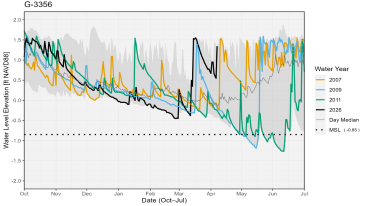 G-3356
Water Level Elevation [ft NAVD88]
2.0
1.5
1.0
0.5
0.0
-0.5
-1.0
-1.5
-2.0
Oct Nov Dec Jan Feb Mar Apr May Jun Jul
Date (Oct–Jul)
Water Year
2007
2009
2011
2026
Day Median
MSL (-0.85)